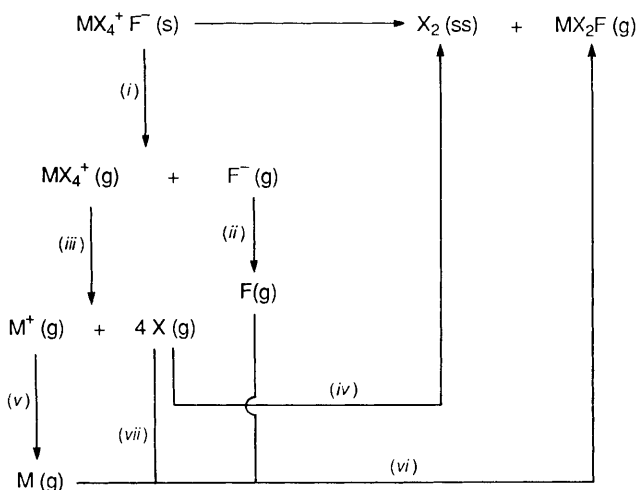 MX₄⁺ F⁻ (s) X₂ (ss) + MX₂F (g)
(i)
MX₄⁺ (g) + F⁻ (g)
(iii) (ii)
F(g)
M⁺ (g) + 4 X (g)
(iv)
(v) (vii)
(vi)
M (g)